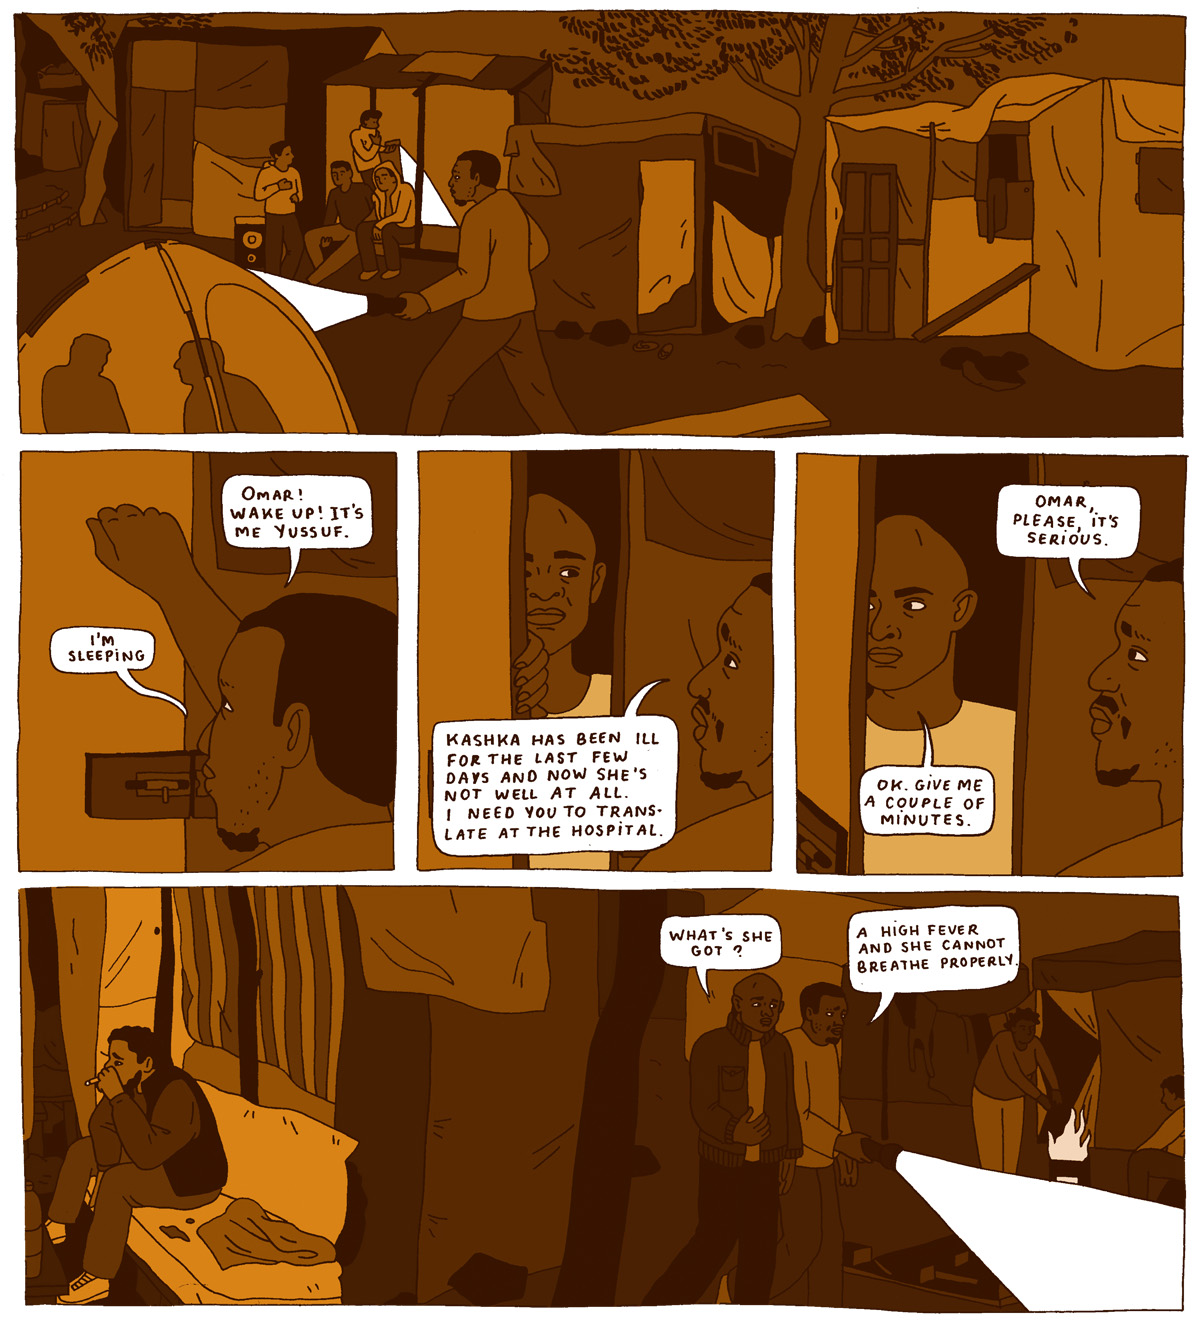 OMAR!
WAKE UP! IT'S
ME YUSSUF.
I'M
SLEEPING
KASHKA HAS BEEN ILL
FOR THE LAST FEW
DAYS AND NOW SHE'S
NOT WELL AT ALL.
I NEED YOU TO TRANS-
LATE AT THE HOSPITAL.
OMAR,
PLEASE, IT'S
SERIOUS.
OK. GIVE ME
A COUPLE OF
MINUTES.
WHAT'S SHE
GOT ?
A HIGH FEVER
AND SHE CANNOT
BREATHE PROPERLY.